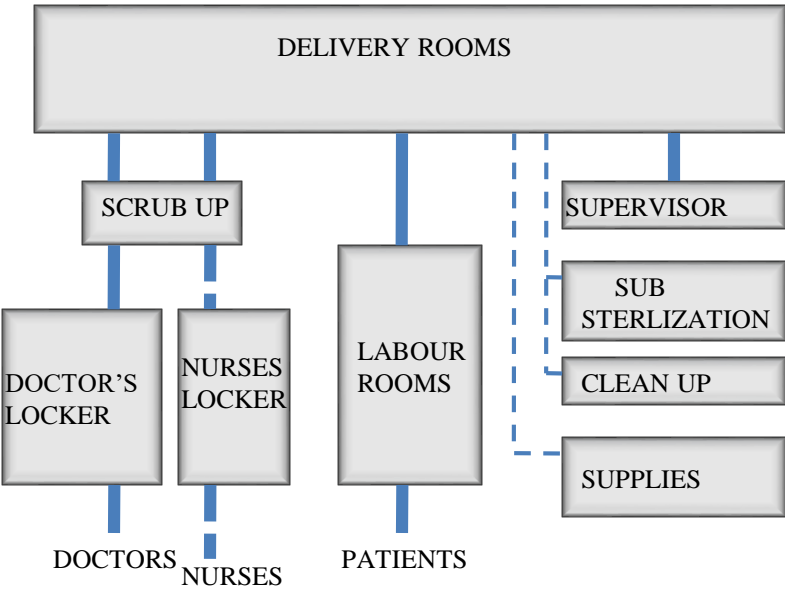 DELIVERY ROOMS
SCRUB UP
SUPERVISOR
SUB
STERLIZATION
DOCTOR'S
LOCKER
NURSES
LOCKER
LABOUR
ROOMS
CLEAN UP
SUPPLIES
DOCTORS
NURSES
PATIENTS